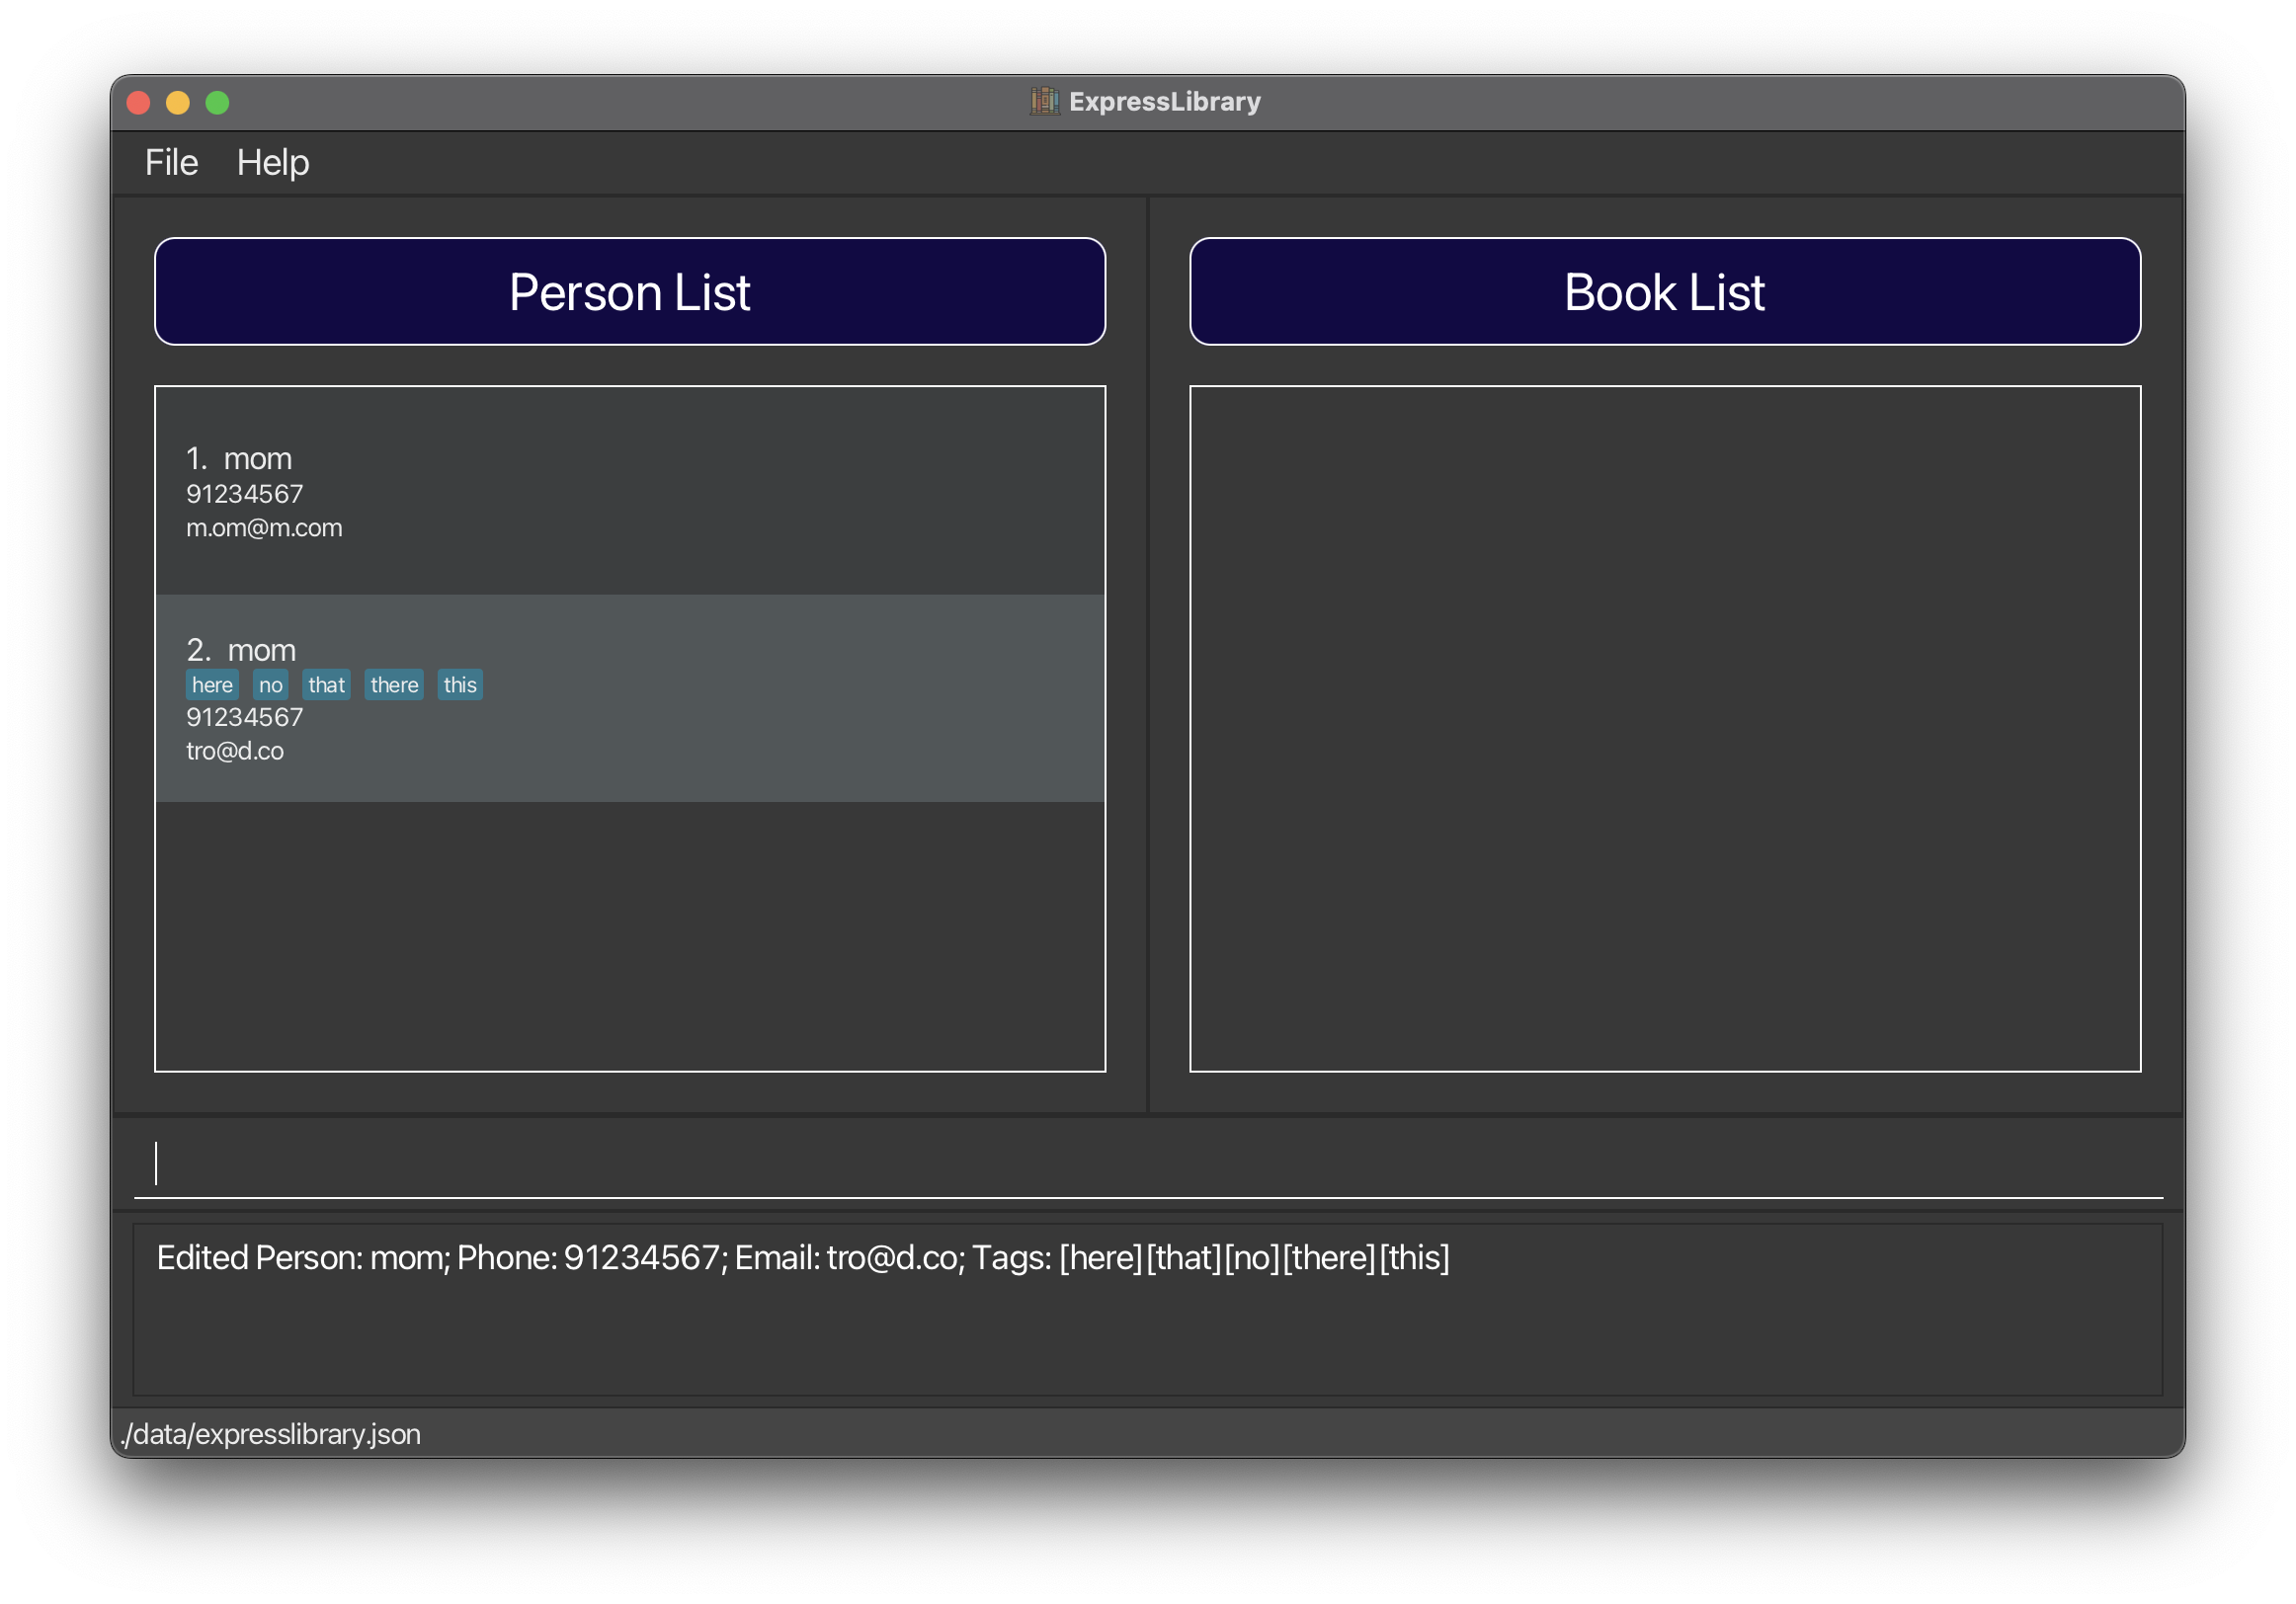 ExpressLibrary
File Help
Person List
1. mom
91234567
m.om@m.com
2. mom
here no that there this
91234567
tro@d.co
Book List
Edited Person: mom; Phone: 91234567; Email: tro@d.co; Tags: [here][that][no][there][this]
./data/expresslibrary.json